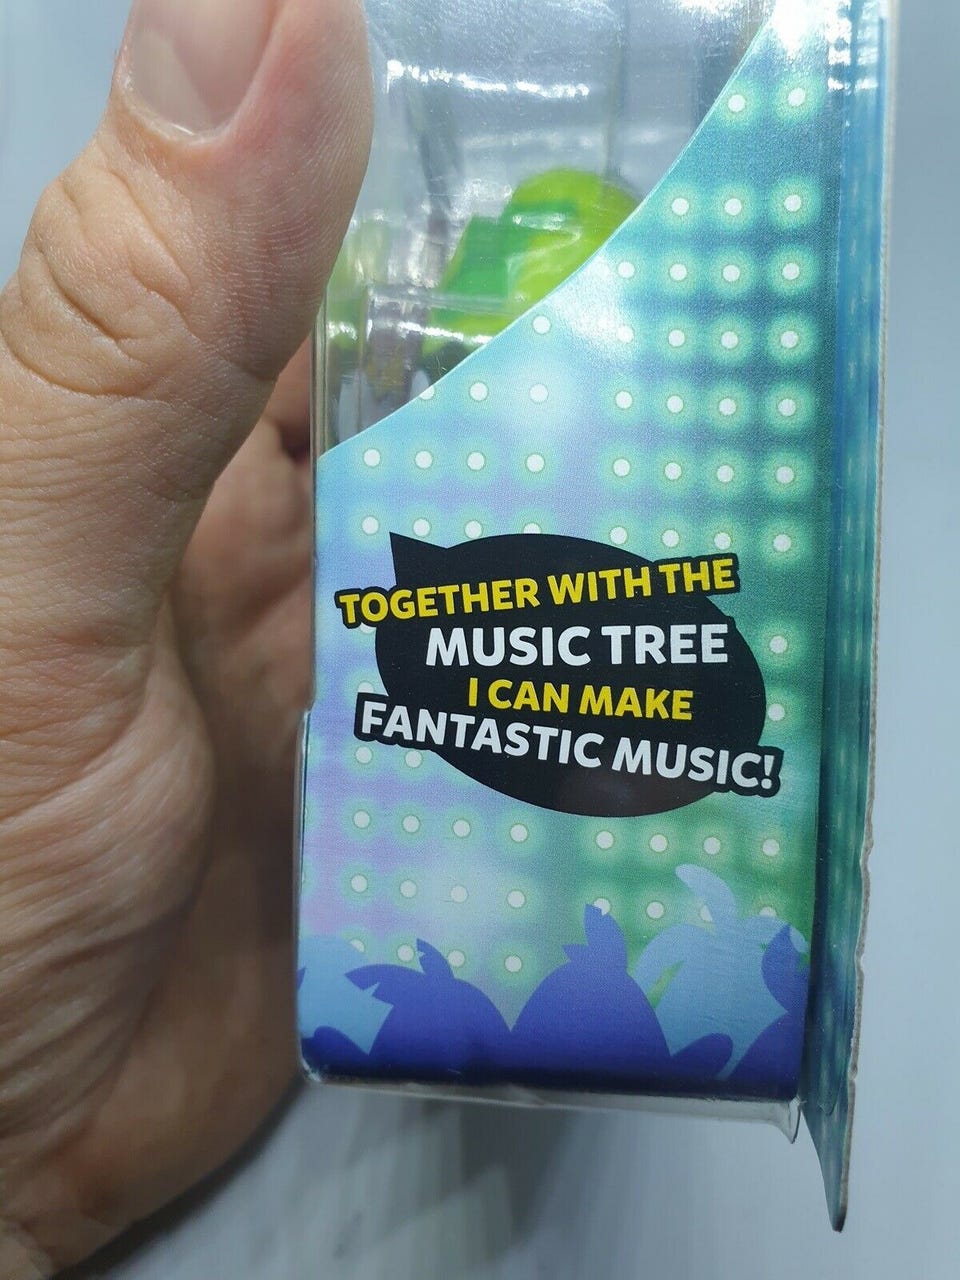 TOGETHER WITH THE
MUSIC TREE
I CAN MAKE
FANTASTIC MUSIC!